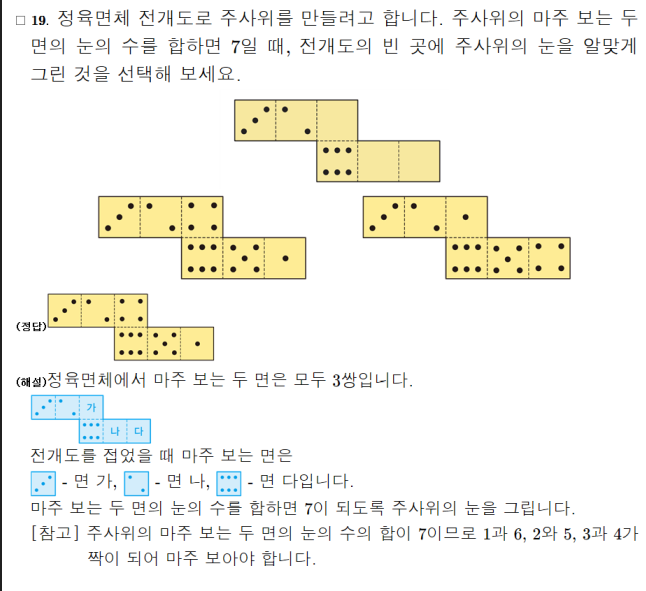 □ 19. 정육면체 전개도로 주사위를 만들려고 합니다. 주사위의 마주 보는 두
면의 눈의 수를 합하면 7일 때, 전개도의 빈 곳에 주사위의 눈을 알맞게
그린 것을 선택해 보세요.
(정답)
(해설)정육면체에서 마주 보는 두 면은 모두 3쌍입니다.
가
나 다
전개도를 접었을 때 마주 보는 면은
- 면 가, - 면 나, - 면 다입니다.
마주 보는 두 면의 눈의 수를 합하면 7이 되도록 주사위의 눈을 그립니다.
[참고] 주사위의 마주 보는 두 면의 눈의 수의 합이 7이므로 1과 6, 2와 5, 3과 4가
짝이 되어 마주 보아야 합니다.